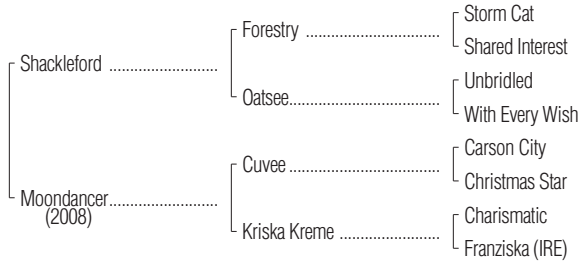 Storm Cat
Forestry
Shared Interest
Shackleford
Unbridled
Oatsee
With Every Wish
Carson City
Cuvee
Christmas Star
Moondancer
(2008)
Charismatic
Kriska Kreme
Franziska (IRE)